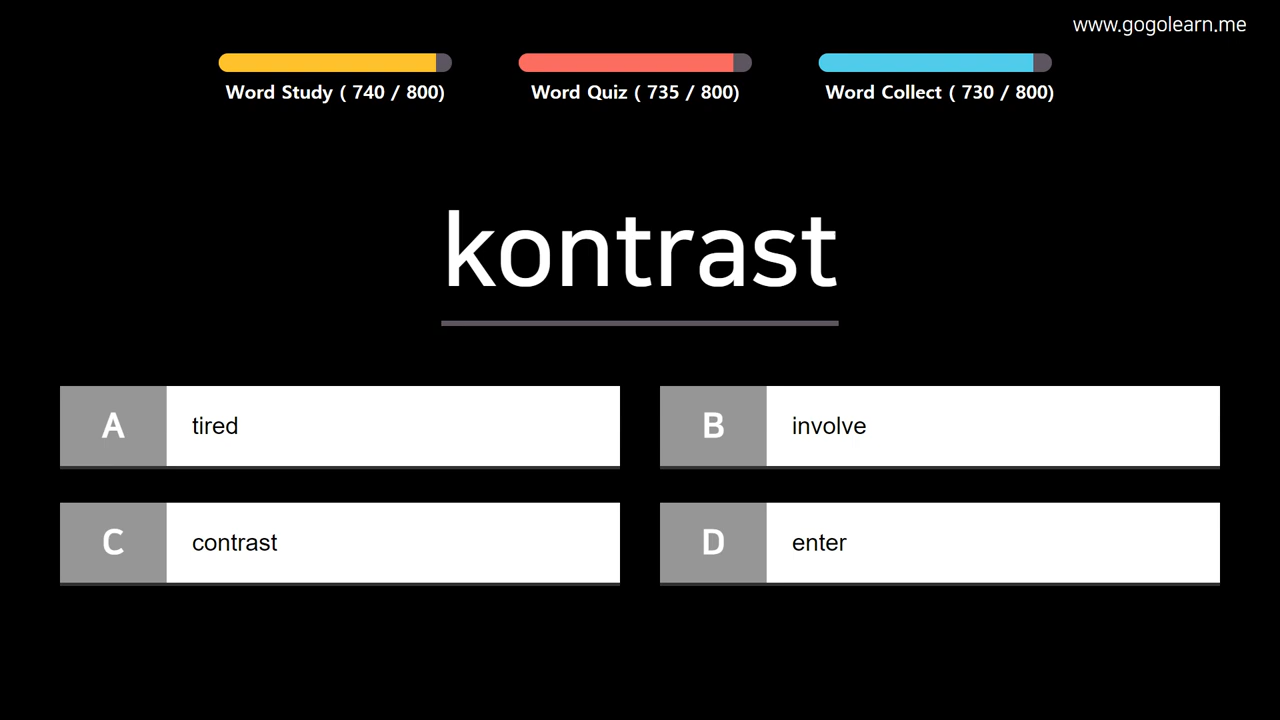 www.gogolearn.me
Word Study ( 740 / 800)
Word Quiz ( 735 / 800)
Word Collect ( 730 / 800)
kontrast
A tired
B involve
C contrast
D enter